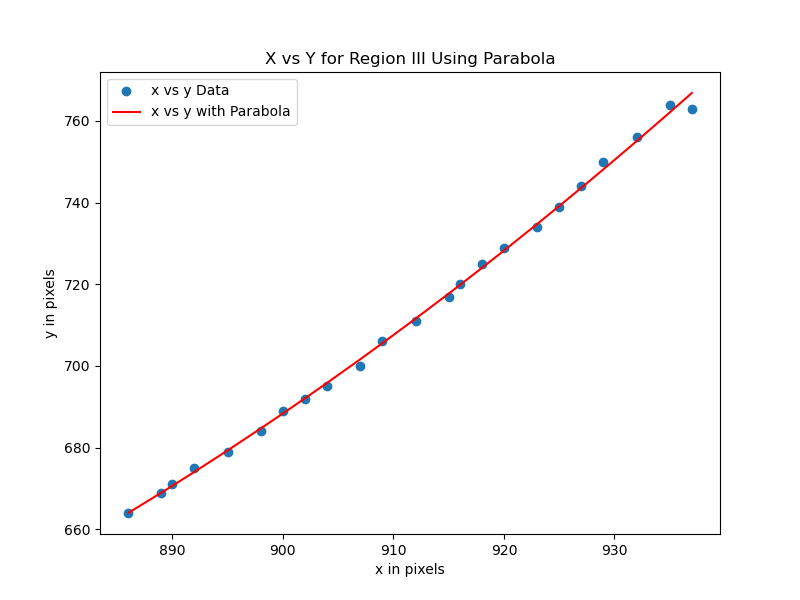 X vs Y for Region III Using Parabola
x vs y Data
x vs y with Parabola
760
740
720
700
680
660
y in pixels
890 900 910 920 930
x in pixels